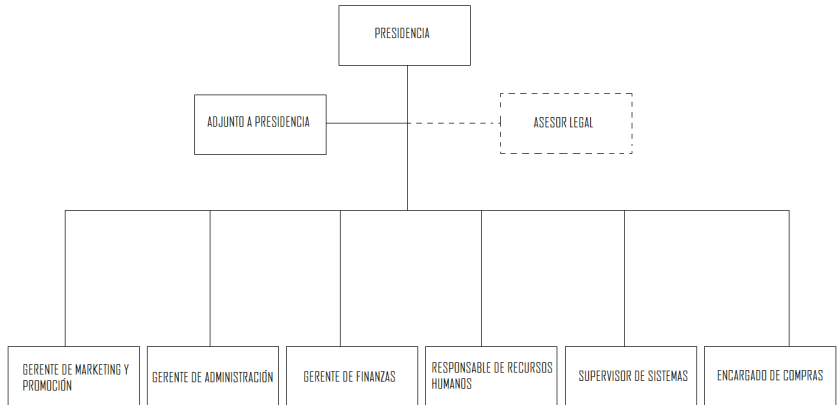 PRESIDENCIA
ADJUNTO A PRESIDENCIA
ASESOR LEGAL
GERENTE DE MARKETING Y
PROMOCIÓN
GERENTE DE ADMINISTRACIÓN
GERENTE DE FINANZAS
RESPONSABLE DE RECURSOS
HUMANOS
SUPERVISOR DE SISTEMAS
ENCARGADO DE COMPRAS